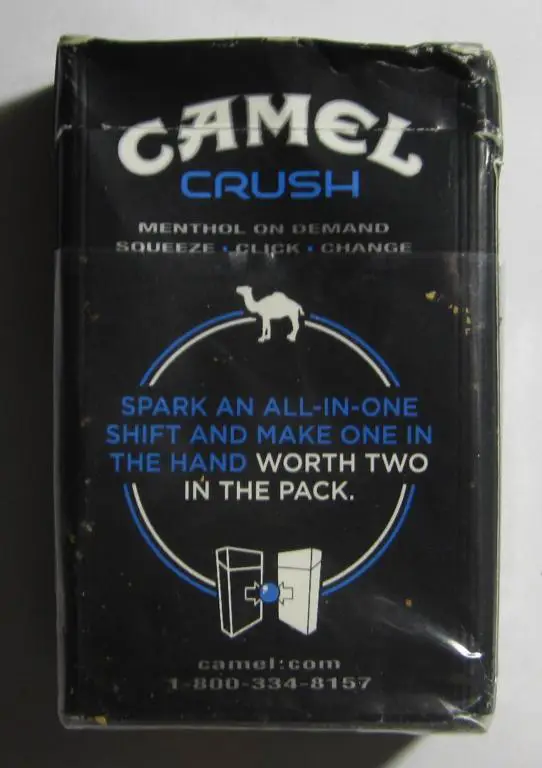 CAMEL
CRUSH
MENTHOL ON DEMAND
SQUEEZE • CLICK • CHANGE
SPARK AN ALL-IN-ONE
SHIFT AND MAKE ONE IN
THE HAND WORTH TWO
IN THE PACK.
camel.com
1-800-334-8157